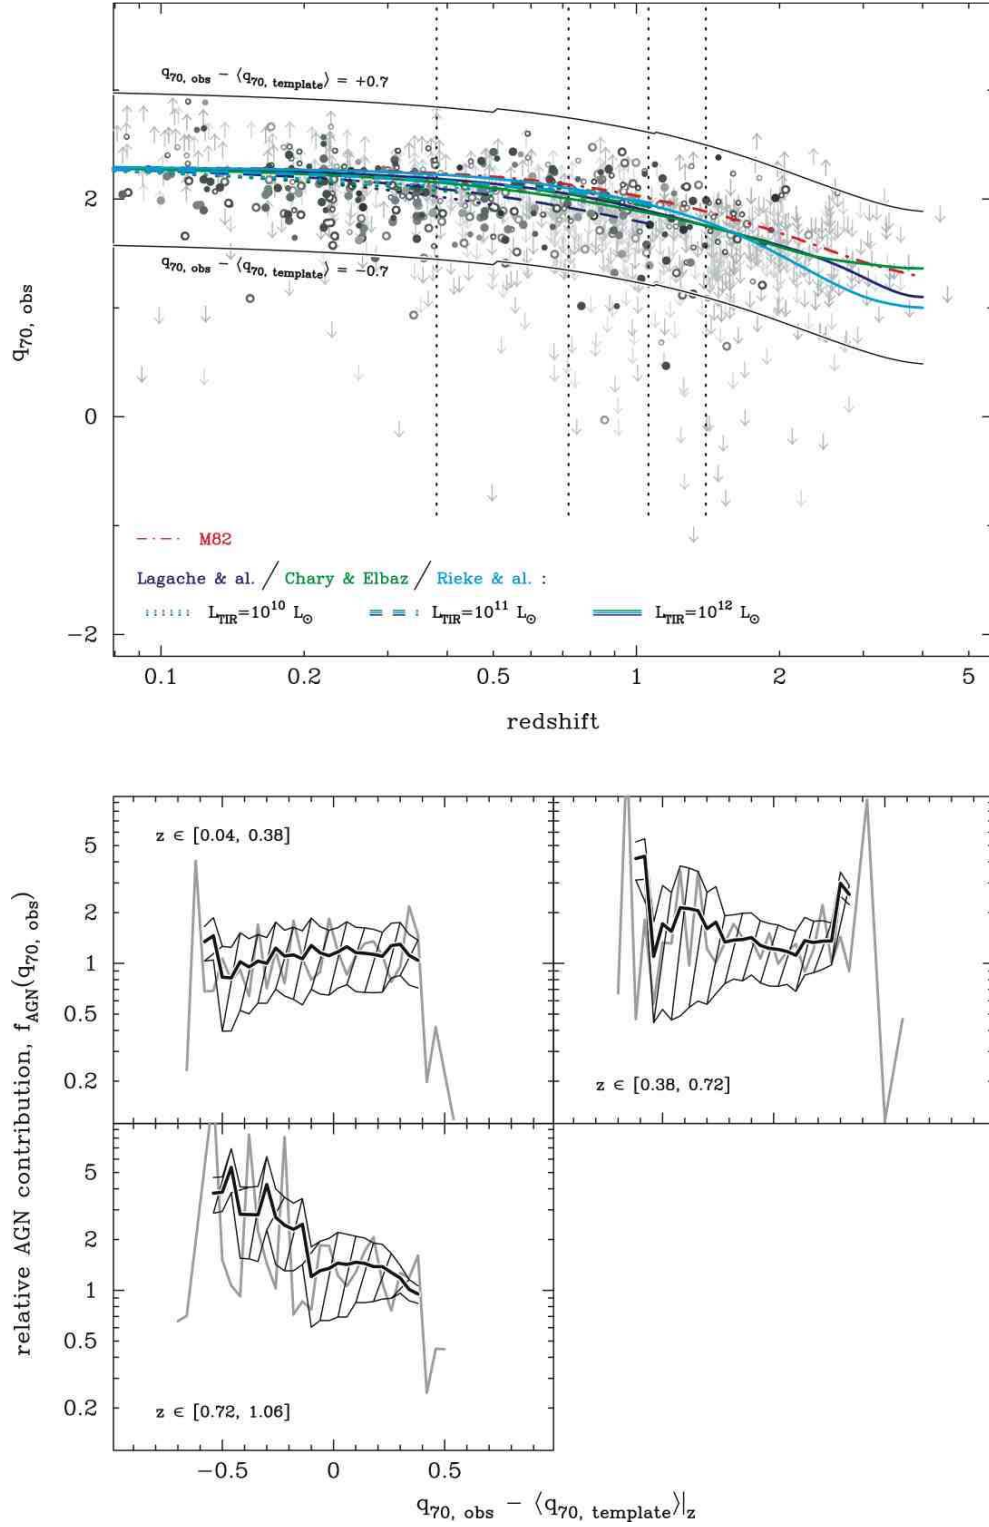 q70, obs − ⟨q70, template⟩ = +0.7
2
q70, obs − ⟨q70, template⟩ = −0.7
q70, obs
0
M82
Lagache & al. / Chary & Elbaz / Rieke & al. :
LTIR=10^10 L⊙ LTIR=10^11 L⊙ LTIR=10^12 L⊙
−2
0.1 0.2 0.5 1 2 5
redshift
relative AGN contribution, fAGN(q70, obs)
z ∈ [0.04, 0.38]
5
2
1
0.5
0.2
z ∈ [0.38, 0.72]
5
2
1
0.5
0.2
z ∈ [0.72, 1.06]
−0.5 0 0.5
q70, obs − ⟨q70, template⟩|z